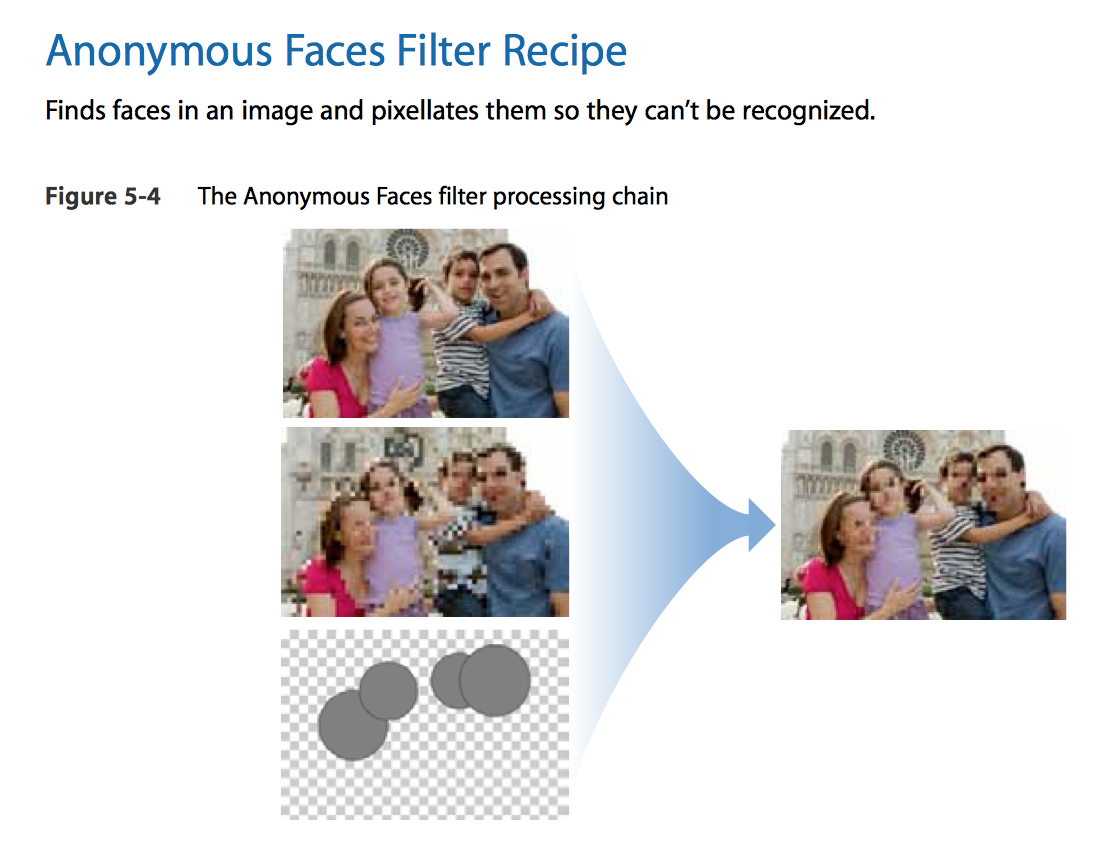 Anonymous Faces Filter Recipe
Finds faces in an image and pixellates them so they can’t be recognized.
Figure 5-4 The Anonymous Faces filter processing chain